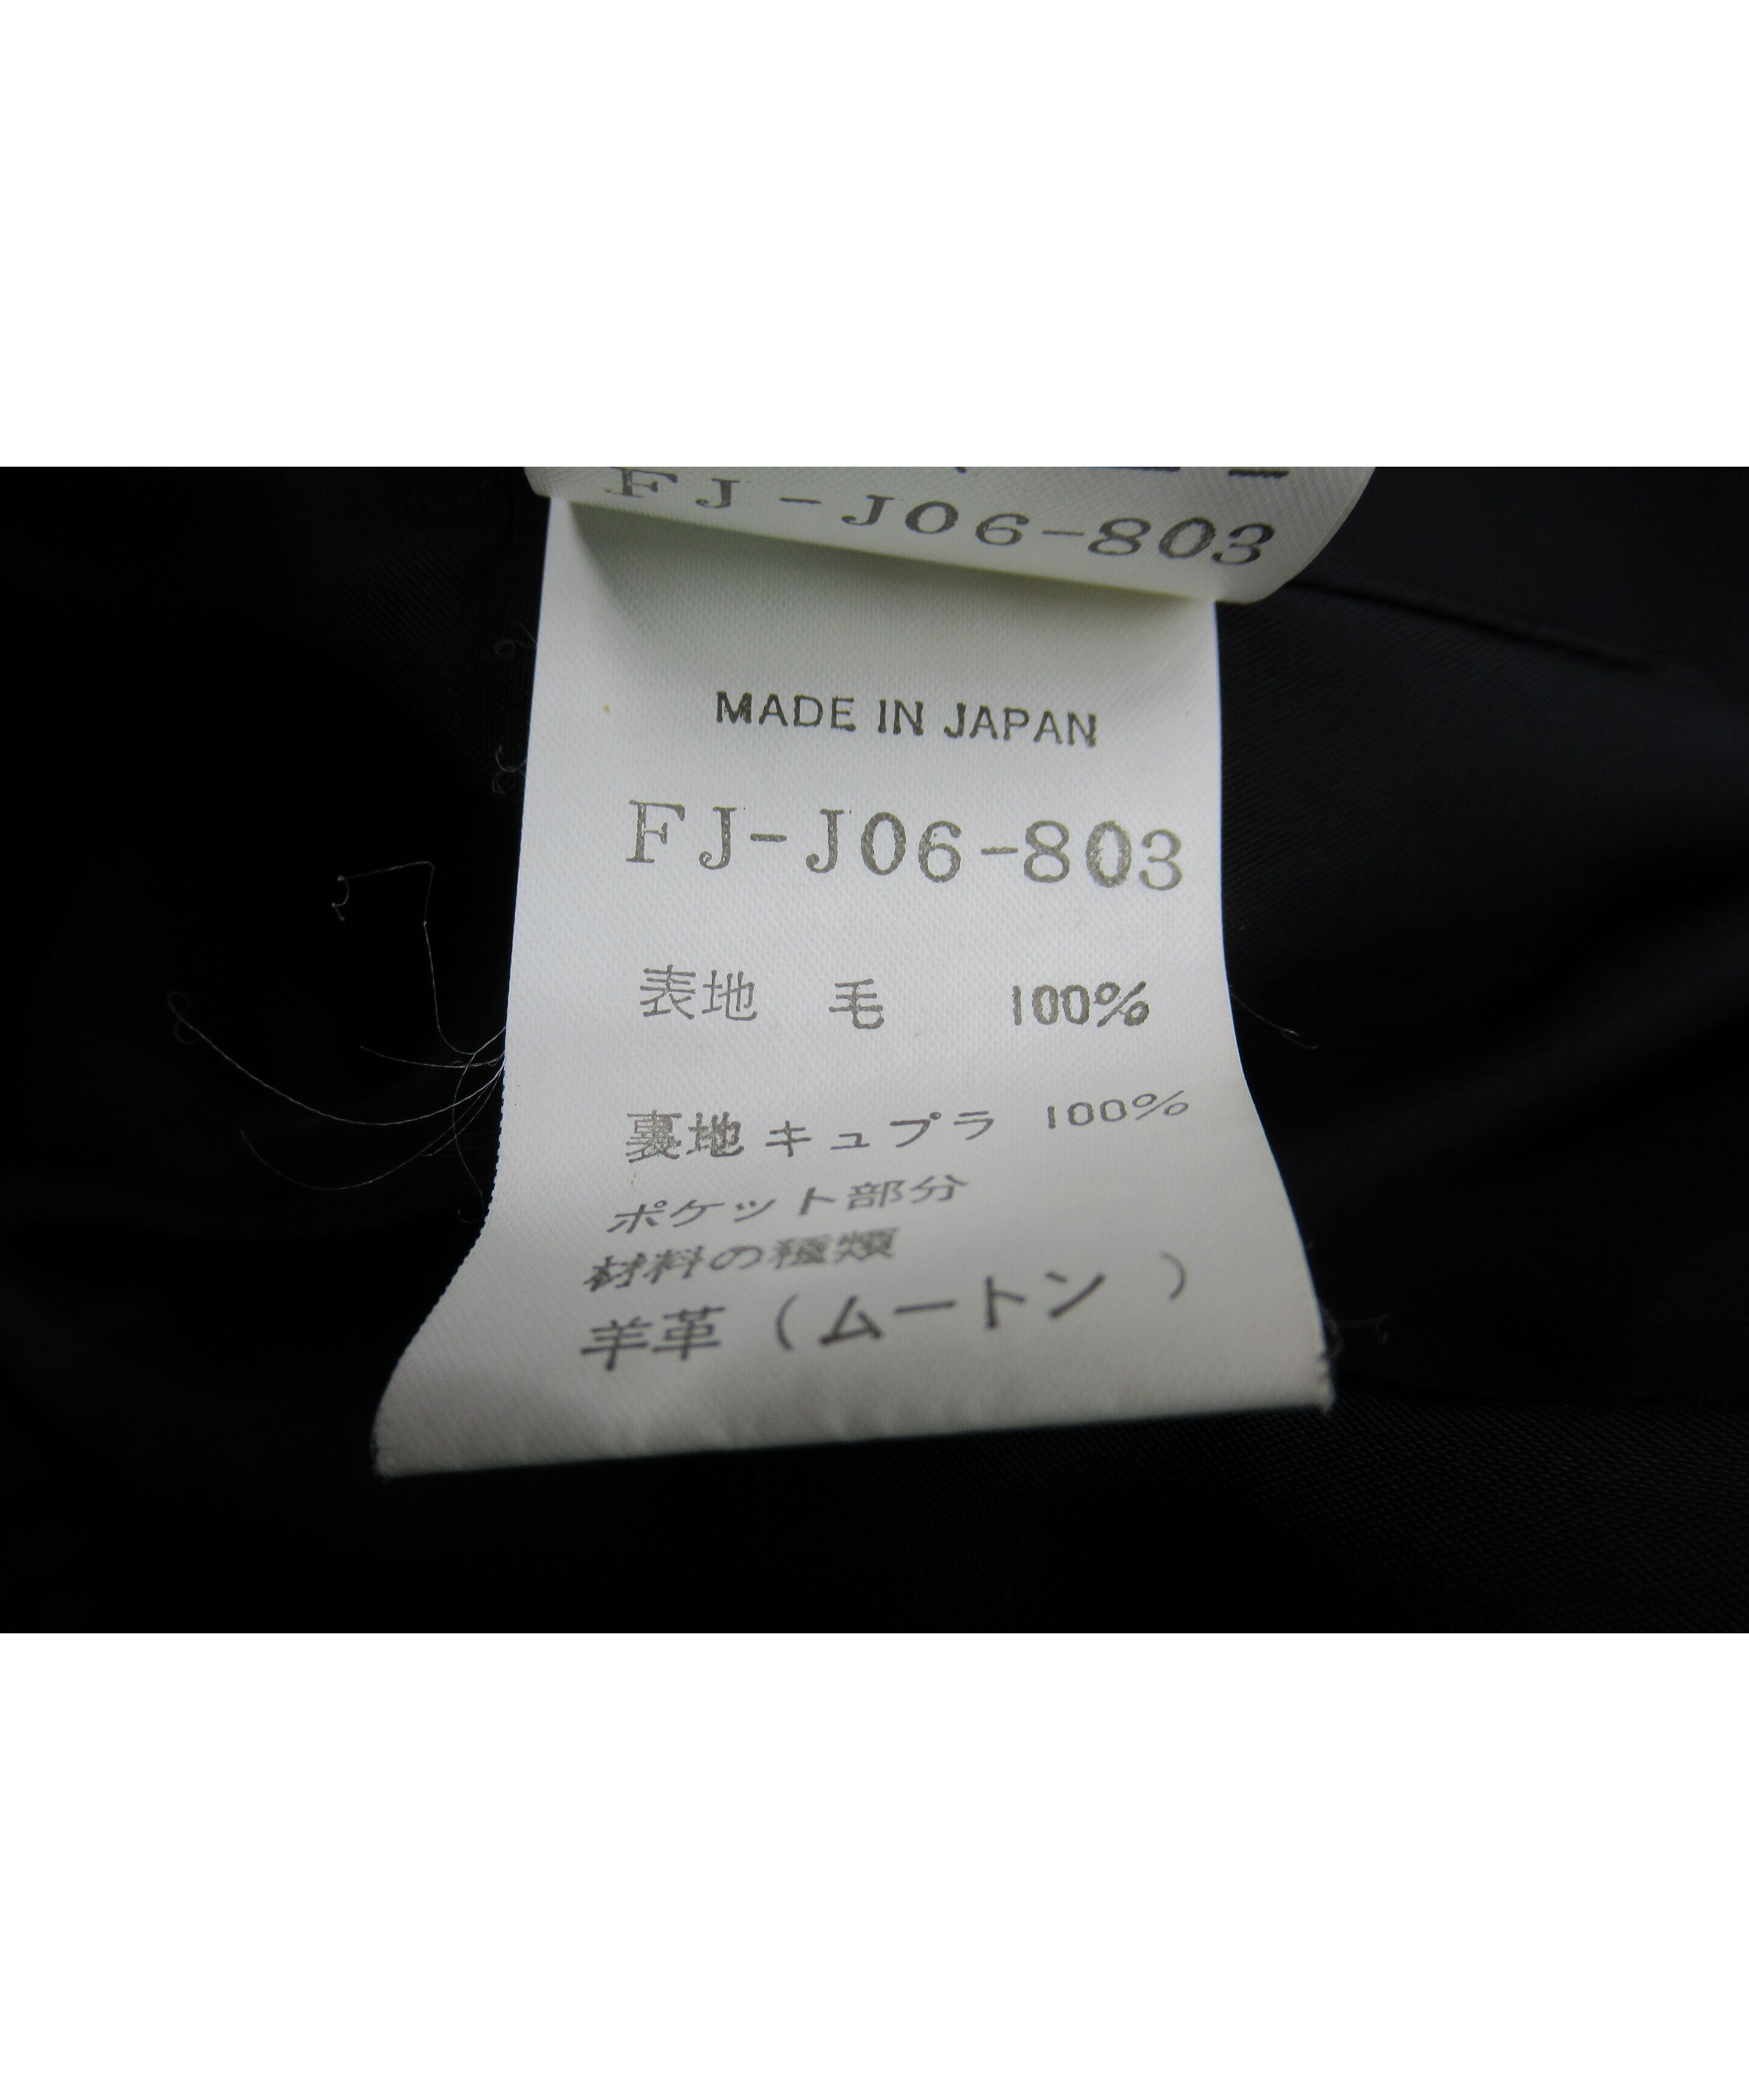 FJ-J06-803
MADE IN JAPAN
FJ-J06-803
表地 毛 100%
裏地 キュプラ 100%
ポケット部分
材料の種類
羊革（ムートン ）